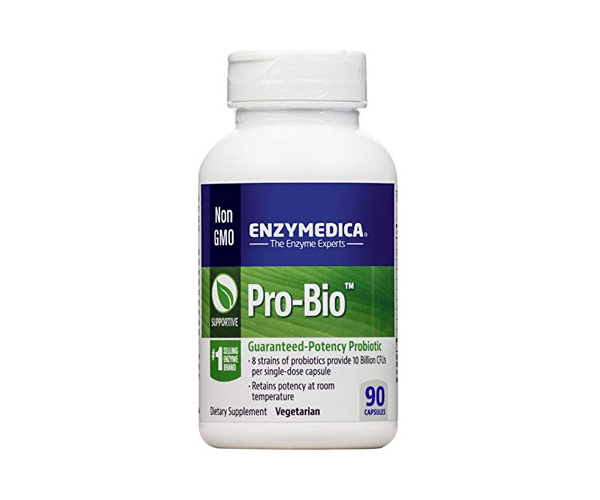 Non
GMO
ENZYMEDICA®
The Enzyme Experts
SUPPORTIVE
Pro-Bio™
#1 SELLING
ENZYME
BRAND
Guaranteed-Potency Probiotic
· 8 strains of probiotics provide 10 Billion CFUs
per single-dose capsule
· Retains potency at room
temperature
Dietary Supplement Vegetarian
90
CAPSULES